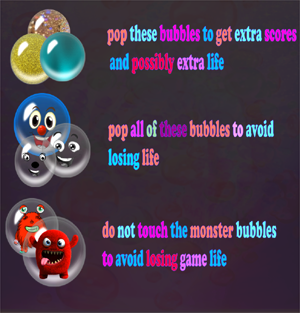 pop these bubbles to get extra scores
and possibly extra life
pop all of these bubbles to avoid
losing life
do not touch the monster bubbles
to avoid losing game life